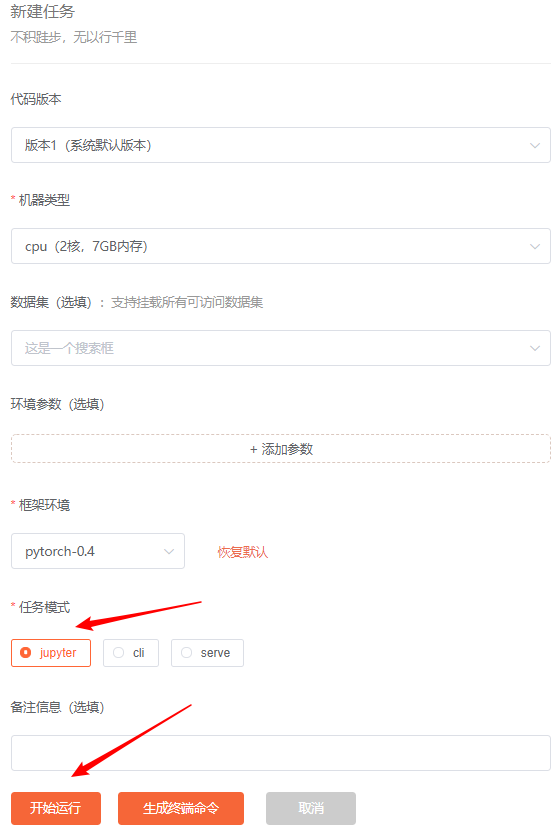 新建任务
不积跬步，无以行千里
代码版本
版本1（系统默认版本）
* 机器类型
cpu（2核，7GB内存）
数据集（选填）：支持挂载所有可访问数据集
这是一个搜索框
环境参数（选填）
+ 添加参数
* 框架环境
pytorch-0.4 恢复默认
* 任务模式
jupyter cli serve
备注信息（选填）
开始运行 生成终端命令 取消